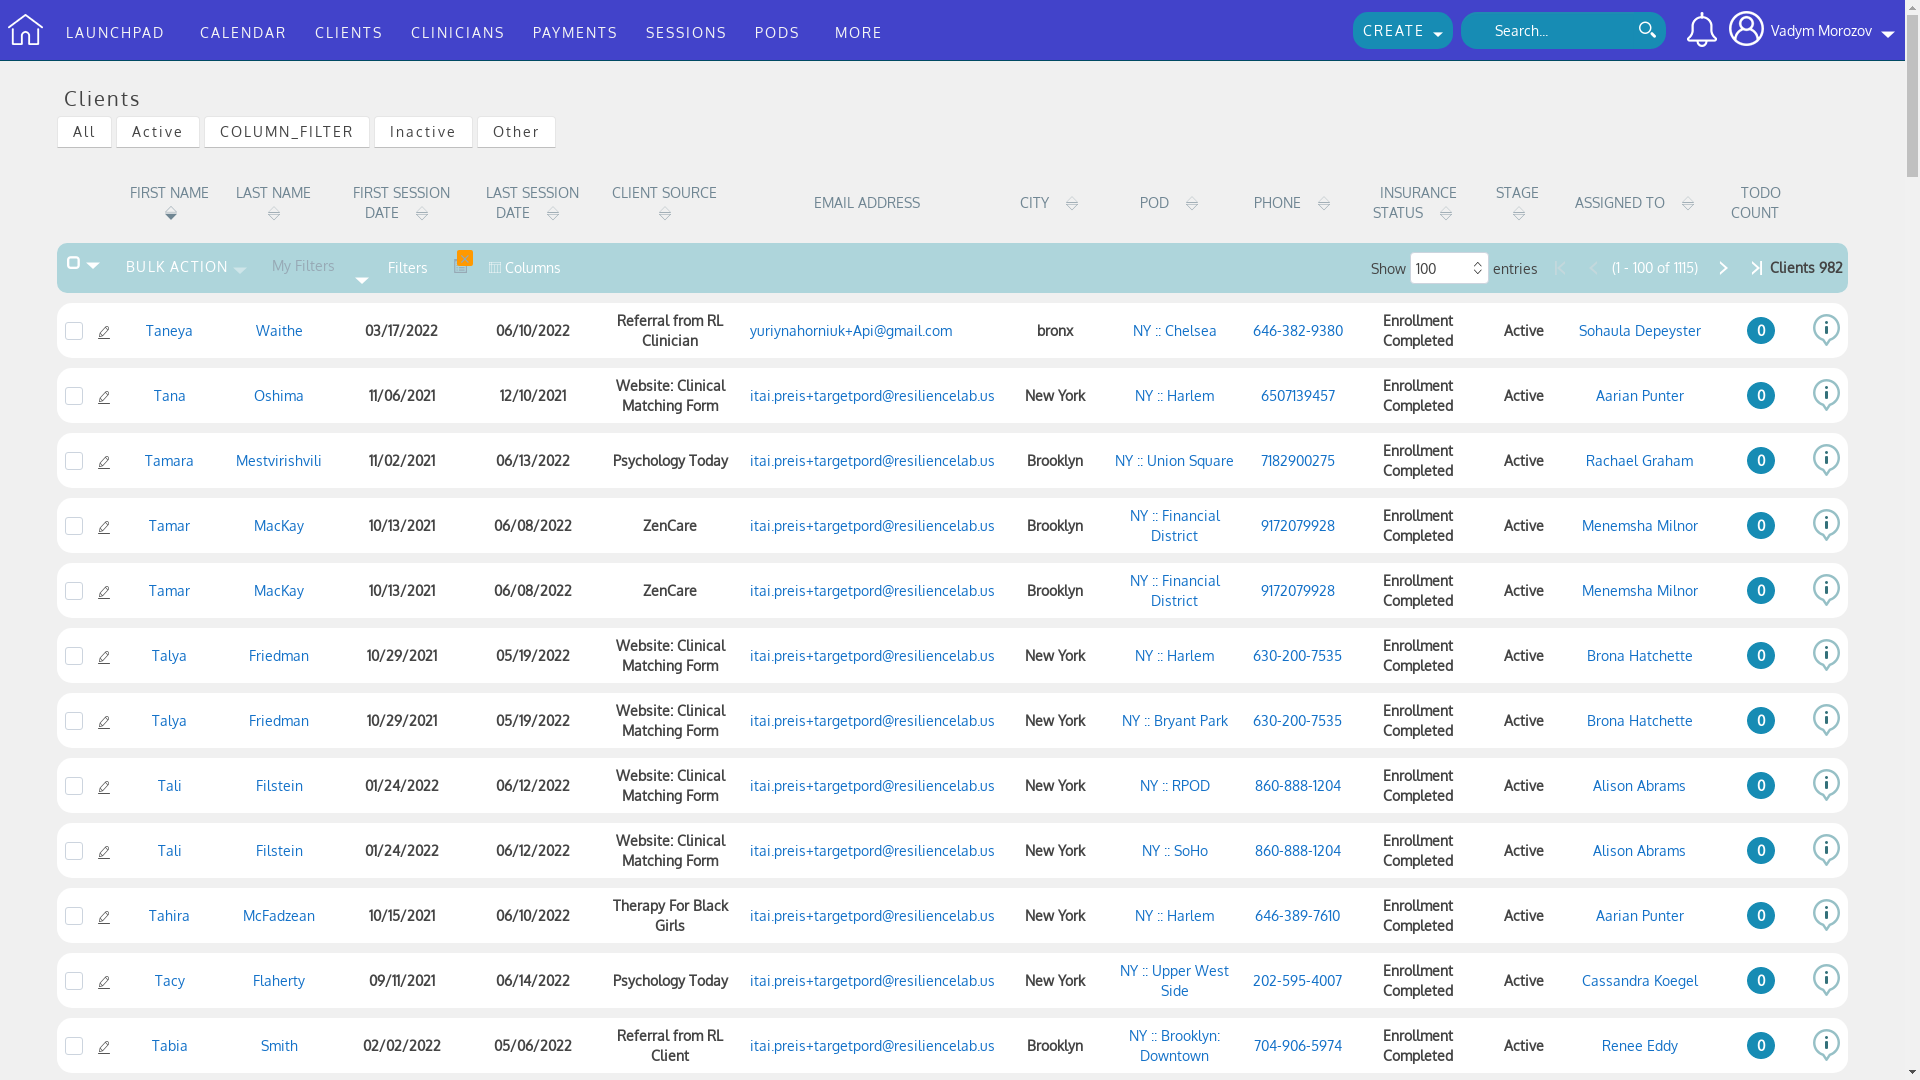 LAUNCHPAD CALENDAR CLIENTS CLINICIANS PAYMENTS SESSIONS PODS MORE CREATE Search... Vadym Morozov
Clients
All Active COLUMN_FILTER Inactive Other
FIRST NAME LAST NAME FIRST SESSION DATE LAST SESSION DATE CLIENT SOURCE EMAIL ADDRESS CITY POD PHONE INSURANCE STATUS STAGE ASSIGNED TO TODO COUNT
BULK ACTION My Filters Filters Columns Show 100 entries (1 - 100 of 1115) Clients 982
Taneya Waithe 03/17/2022 06/10/2022 Referral from RL Clinician yuriynahorniuk+Api@gmail.com bronx NY :: Chelsea 646-382-9380 Enrollment Completed Active Sohaula Depeyster 0
Tana Oshima 11/06/2021 12/10/2021 Website: Clinical Matching Form itai.preis+targetpord@resiliencelab.us New York NY :: Harlem 6507139457 Enrollment Completed Active Aarian Punter 0
Tamara Mestvirishvili 11/02/2021 06/13/2022 Psychology Today itai.preis+targetpord@resiliencelab.us Brooklyn NY :: Union Square 7182900275 Enrollment Completed Active Rachael Graham 0
Tamar MacKay 10/13/2021 06/08/2022 ZenCare itai.preis+targetpord@resiliencelab.us Brooklyn NY :: Financial District 9172079928 Enrollment Completed Active Menemsha Milnor 0
Tamar MacKay 10/13/2021 06/08/2022 ZenCare itai.preis+targetpord@resiliencelab.us Brooklyn NY :: Financial District 9172079928 Enrollment Completed Active Menemsha Milnor 0
Talya Friedman 10/29/2021 05/19/2022 Website: Clinical Matching Form itai.preis+targetpord@resiliencelab.us New York NY :: Harlem 630-200-7535 Enrollment Completed Active Brona Hatchette 0
Talya Friedman 10/29/2021 05/19/2022 Website: Clinical Matching Form itai.preis+targetpord@resiliencelab.us New York NY :: Bryant Park 630-200-7535 Enrollment Completed Active Brona Hatchette 0
Tali Filstein 01/24/2022 06/12/2022 Website: Clinical Matching Form itai.preis+targetpord@resiliencelab.us New York NY :: RPOD 860-888-1204 Enrollment Completed Active Alison Abrams 0
Tali Filstein 01/24/2022 06/12/2022 Website: Clinical Matching Form itai.preis+targetpord@resiliencelab.us New York NY :: SoHo 860-888-1204 Enrollment Completed Active Alison Abrams 0
Tahira McFadzean 10/15/2021 06/10/2022 Therapy For Black Girls itai.preis+targetpord@resiliencelab.us New York NY :: Harlem 646-389-7610 Enrollment Completed Active Aarian Punter 0
Tacy Flaherty 09/11/2021 06/14/2022 Psychology Today itai.preis+targetpord@resiliencelab.us New York NY :: Upper West Side 202-595-4007 Enrollment Completed Active Cassandra Koegel 0
Tabia Smith 02/02/2022 05/06/2022 Referral from RL Client itai.preis+targetpord@resiliencelab.us Brooklyn NY :: Brooklyn: Downtown 704-906-5974 Enrollment Completed Active Renee Eddy 0